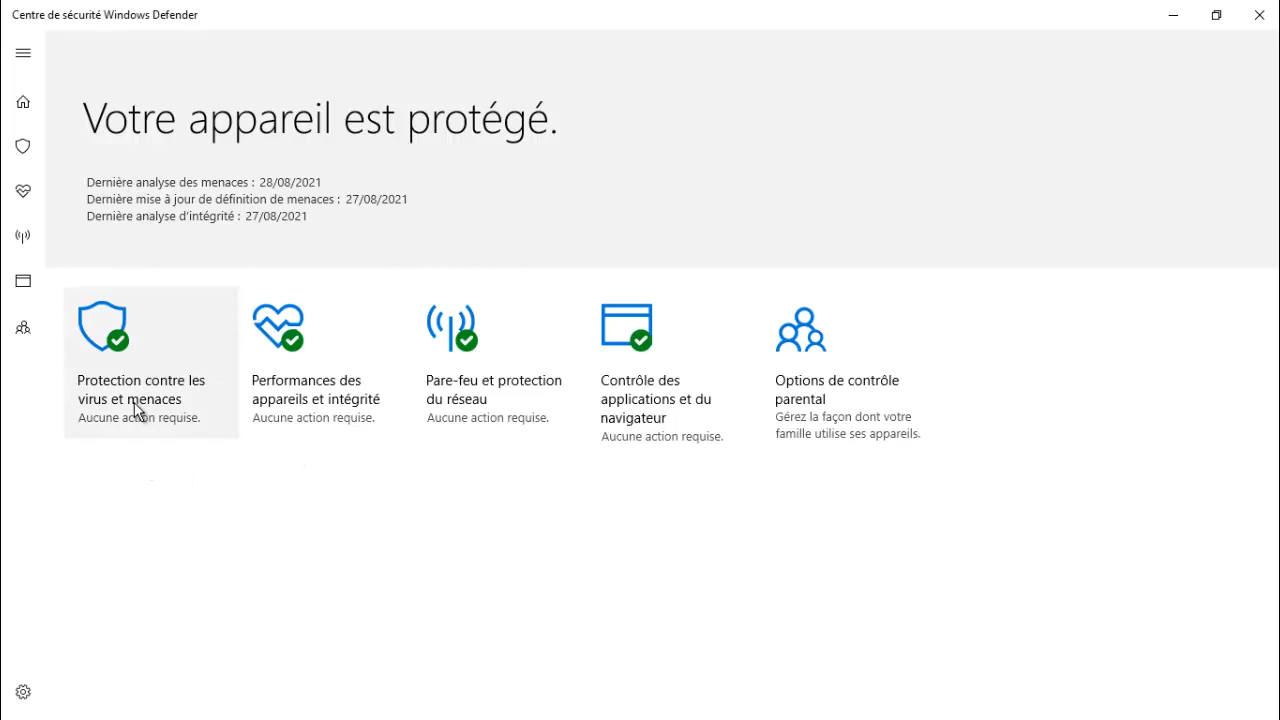 Centre de sécurité Windows Defender
Votre appareil est protégé.
Dernière analyse des menaces : 28/08/2021
Dernière mise à jour de définition de menaces : 27/08/2021
Dernière analyse d'intégrité : 27/08/2021
Protection contre les
virus et menaces
Aucune action requise.
Performances des
appareils et intégrité
Aucune action requise.
Pare-feu et protection
du réseau
Aucune action requise.
Contrôle des
applications et du
navigateur
Aucune action requise.
Options de contrôle
parental
Gérez la façon dont votre
famille utilise ses appareils.